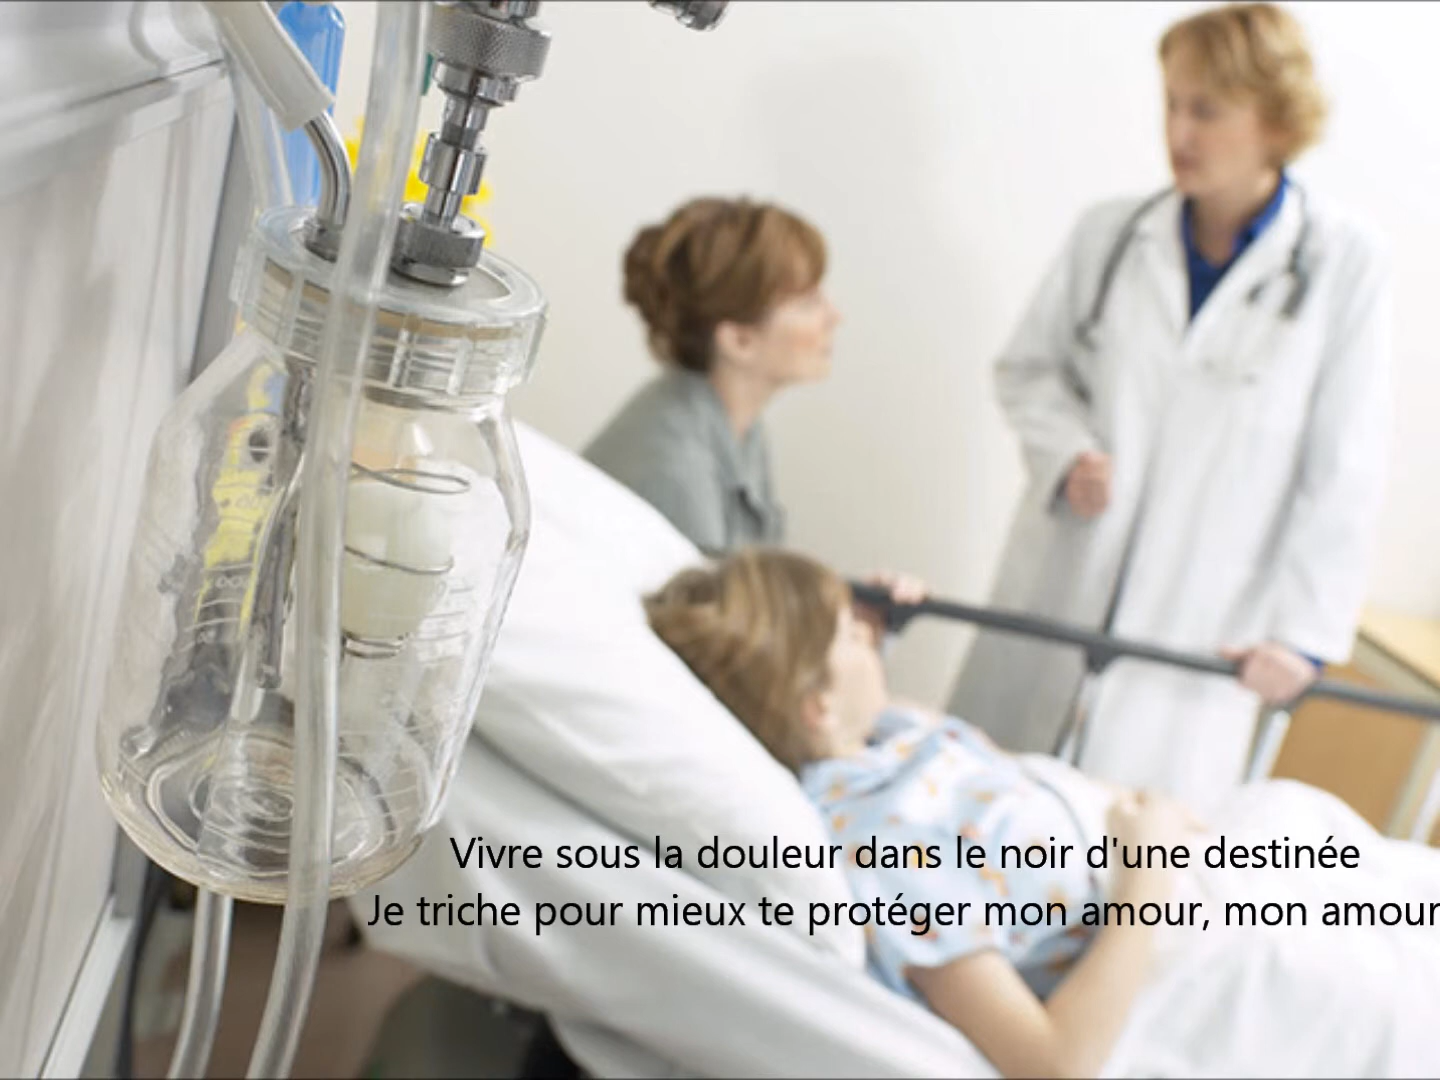 Vivre sous la douleur dans le noir d'une destinée
Je triche pour mieux te protéger mon amour, mon amour